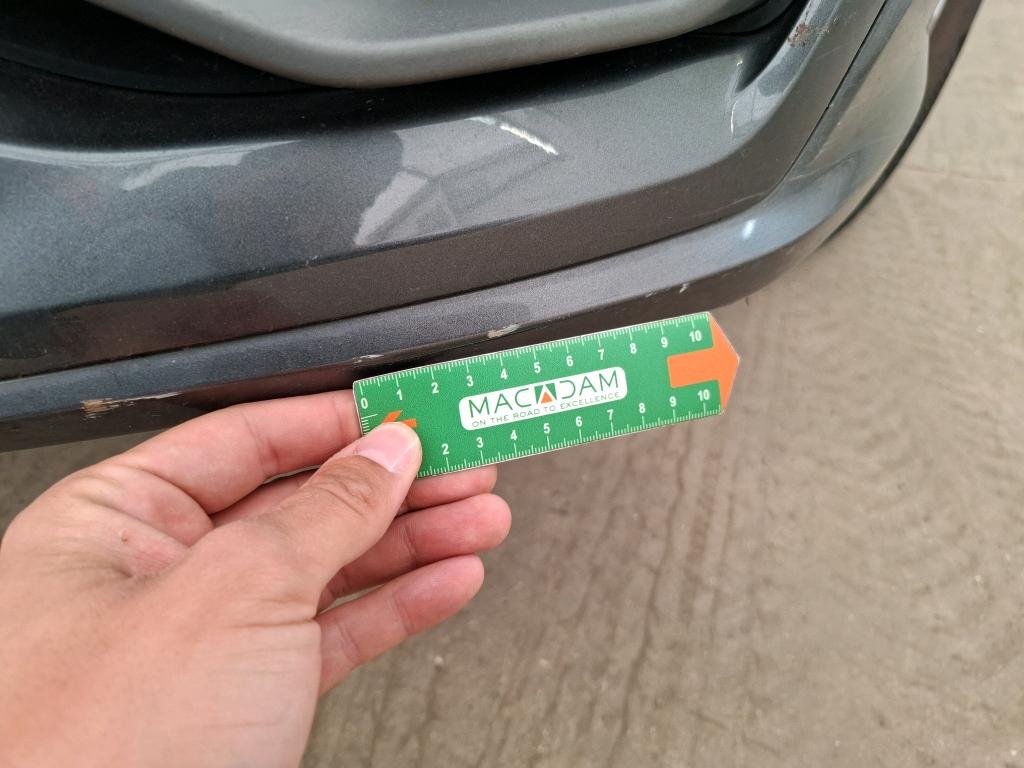 0 1 2 3 4 5 6 7 8 9 10
MACADAM
ON THE ROAD TO EXCELLENCE
0 2 3 4 5 6 7 8 9 10